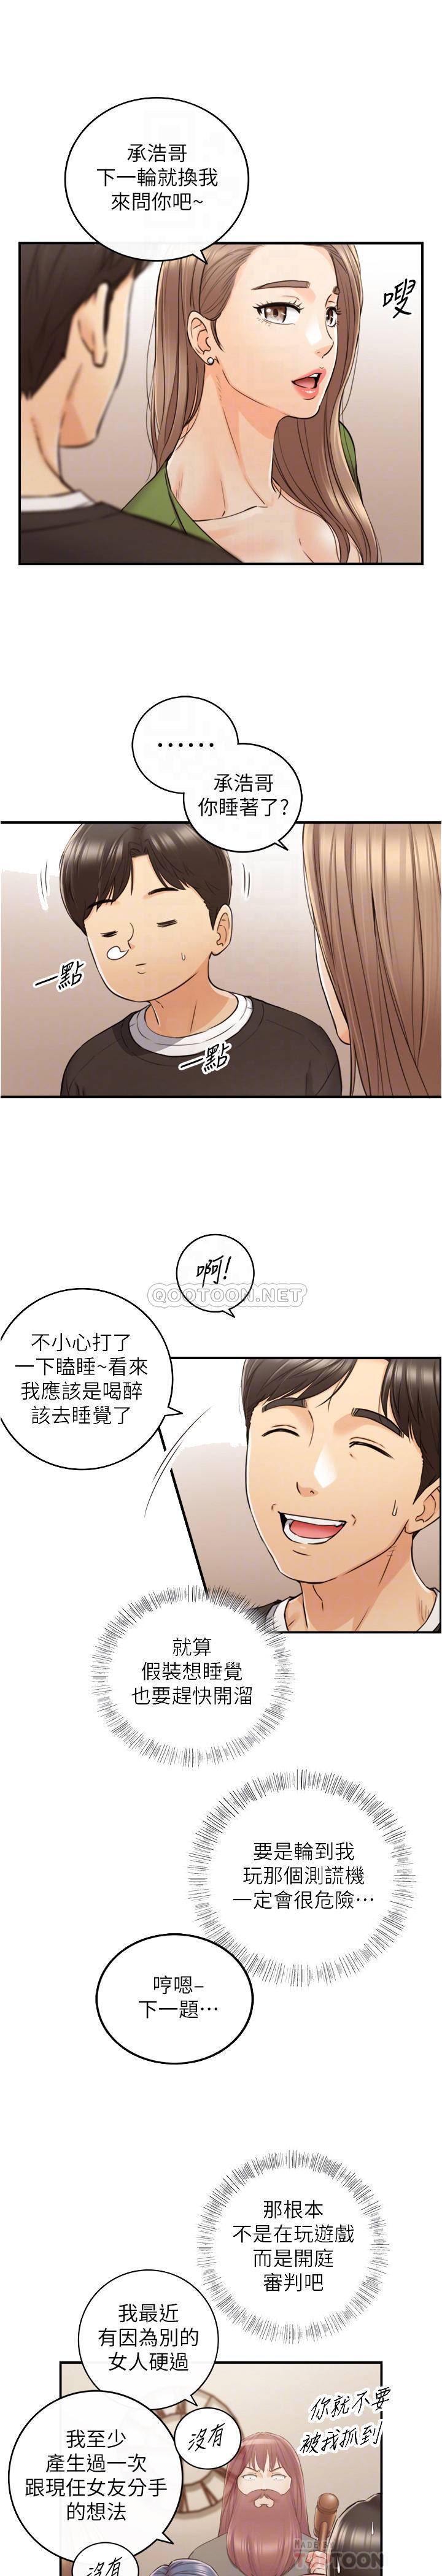 承浩哥
下一輪就換我
來問你吧~
嗖
......
承浩哥
你睡著了?
一點
一點
啊!
QOOTOON.NET
不小心打了
一下瞌睡~看來
我應該是喝醉
該去睡覺了
就算
假裝想睡覺
也要趕快開溜
要是輪到我
玩那個測謊機
一定會很危險…
哼嗯–
下一題…
那根本
不是在玩遊戲
而是開庭
審判吧
我最近
有因為別的
女人硬過
沒有
你就不要
被我抓到
我至少
產生過一次
跟現任女友分手
的想法
沒有